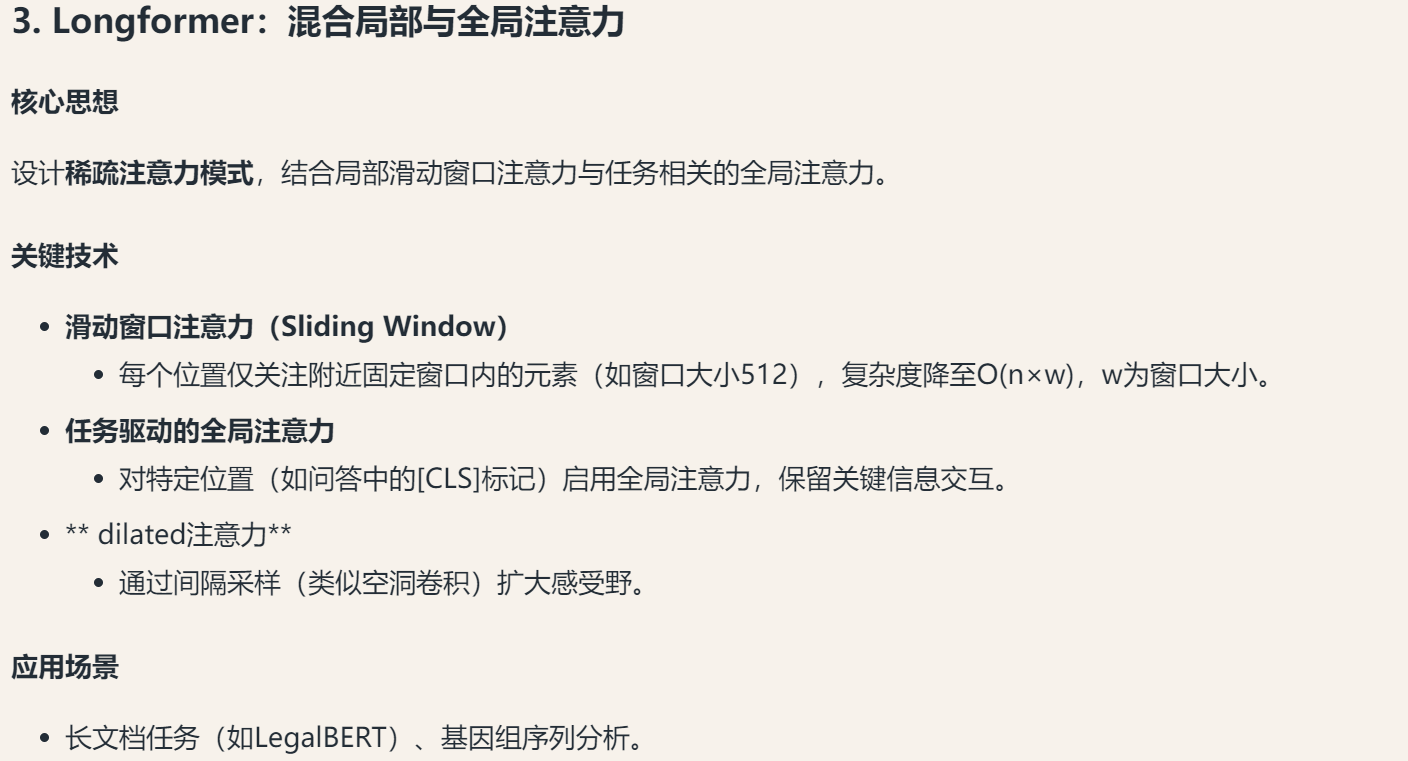 3. Longformer：混合局部与全局注意力
核心思想
设计稀疏注意力模式，结合局部滑动窗口注意力与任务相关的全局注意力。
关键技术
• 滑动窗口注意力（Sliding Window）
• 每个位置仅关注附近固定窗口内的元素（如窗口大小512），复杂度降至O(n×w)，w为窗口大小。
• 任务驱动的全局注意力
• 对特定位置（如问答中的[CLS]标记）启用全局注意力，保留关键信息交互。
• ** dilated注意力**
• 通过间隔采样（类似空洞卷积）扩大感受野。
应用场景
• 长文档任务（如LegalBERT）、基因组序列分析。